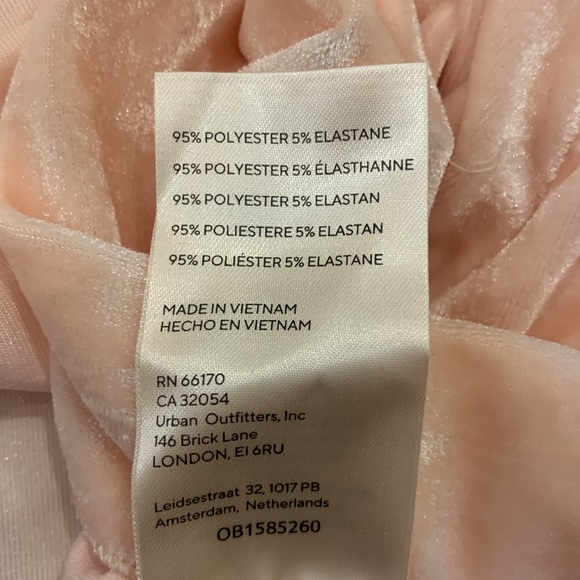 95% POLYESTER 5% ELASTANE
95% POLYESTER 5% ÉLASTHANNE
95% POLYESTER 5% ELASTAN
95% POLIESTERE 5% ELASTAN
95% POLIÉSTER 5% ELASTANE
MADE IN VIETNAM
HECHO EN VIETNAM
RN 66170
CA 32054
Urban Outfitters, Inc
146 Brick Lane
LONDON, E1 6RU
Leidsestraat 32, 1017 PB
Amsterdam, Netherlands
OB1585260